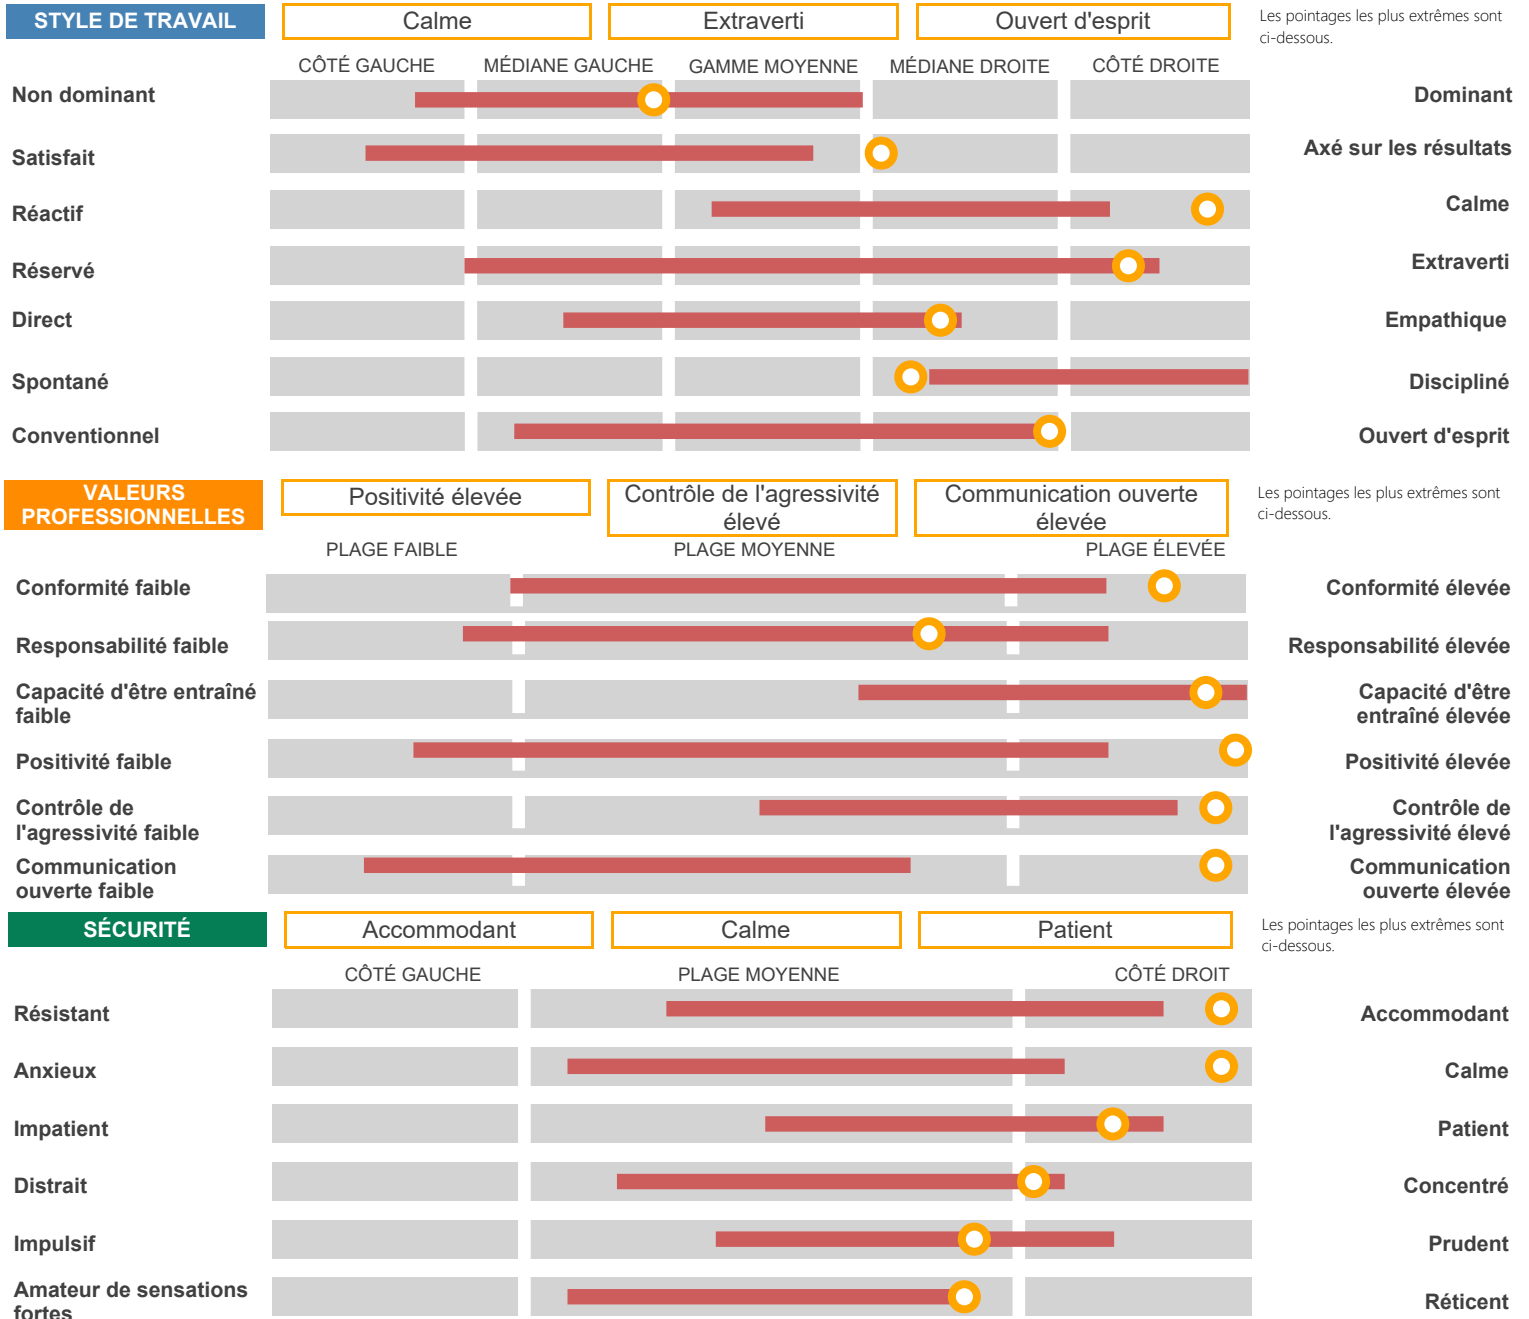 STYLE DE TRAVAIL
Calme
Extraverti
Ouvert d'esprit
Les pointages les plus extrêmes sont
ci-dessous.
CÔTÉ GAUCHE
MÉDIANE GAUCHE
GAMME MOYENNE
MÉDIANE DROITE
CÔTÉ DROITE
Non dominant
Dominant
Satisfait
Axé sur les résultats
Réactif
Calme
Réservé
Extraverti
Direct
Empathique
Spontané
Discipliné
Conventionnel
Ouvert d'esprit
VALEURS
PROFESSIONNELLES
Positivité élevée
Contrôle de l'agressivité
élevé
Communication ouverte
élevée
Les pointages les plus extrêmes sont
ci-dessous.
PLAGE FAIBLE
PLAGE MOYENNE
PLAGE ÉLEVÉE
Conformité faible
Conformité élevée
Responsabilité faible
Responsabilité élevée
Capacité d'être entraîné
faible
Capacité d'être
entraîné élevée
Positivité faible
Positivité élevée
Contrôle de
l'agressivité faible
Contrôle de
l'agressivité élevé
Communication
ouverte faible
Communication
ouverte élevée
SÉCURITÉ
Accommodant
Calme
Patient
Les pointages les plus extrêmes sont
ci-dessous.
CÔTÉ GAUCHE
PLAGE MOYENNE
CÔTÉ DROIT
Résistant
Accommodant
Anxieux
Calme
Impatient
Patient
Distrait
Concentré
Impulsif
Prudent
Amateur de sensations
fortes
Réticent